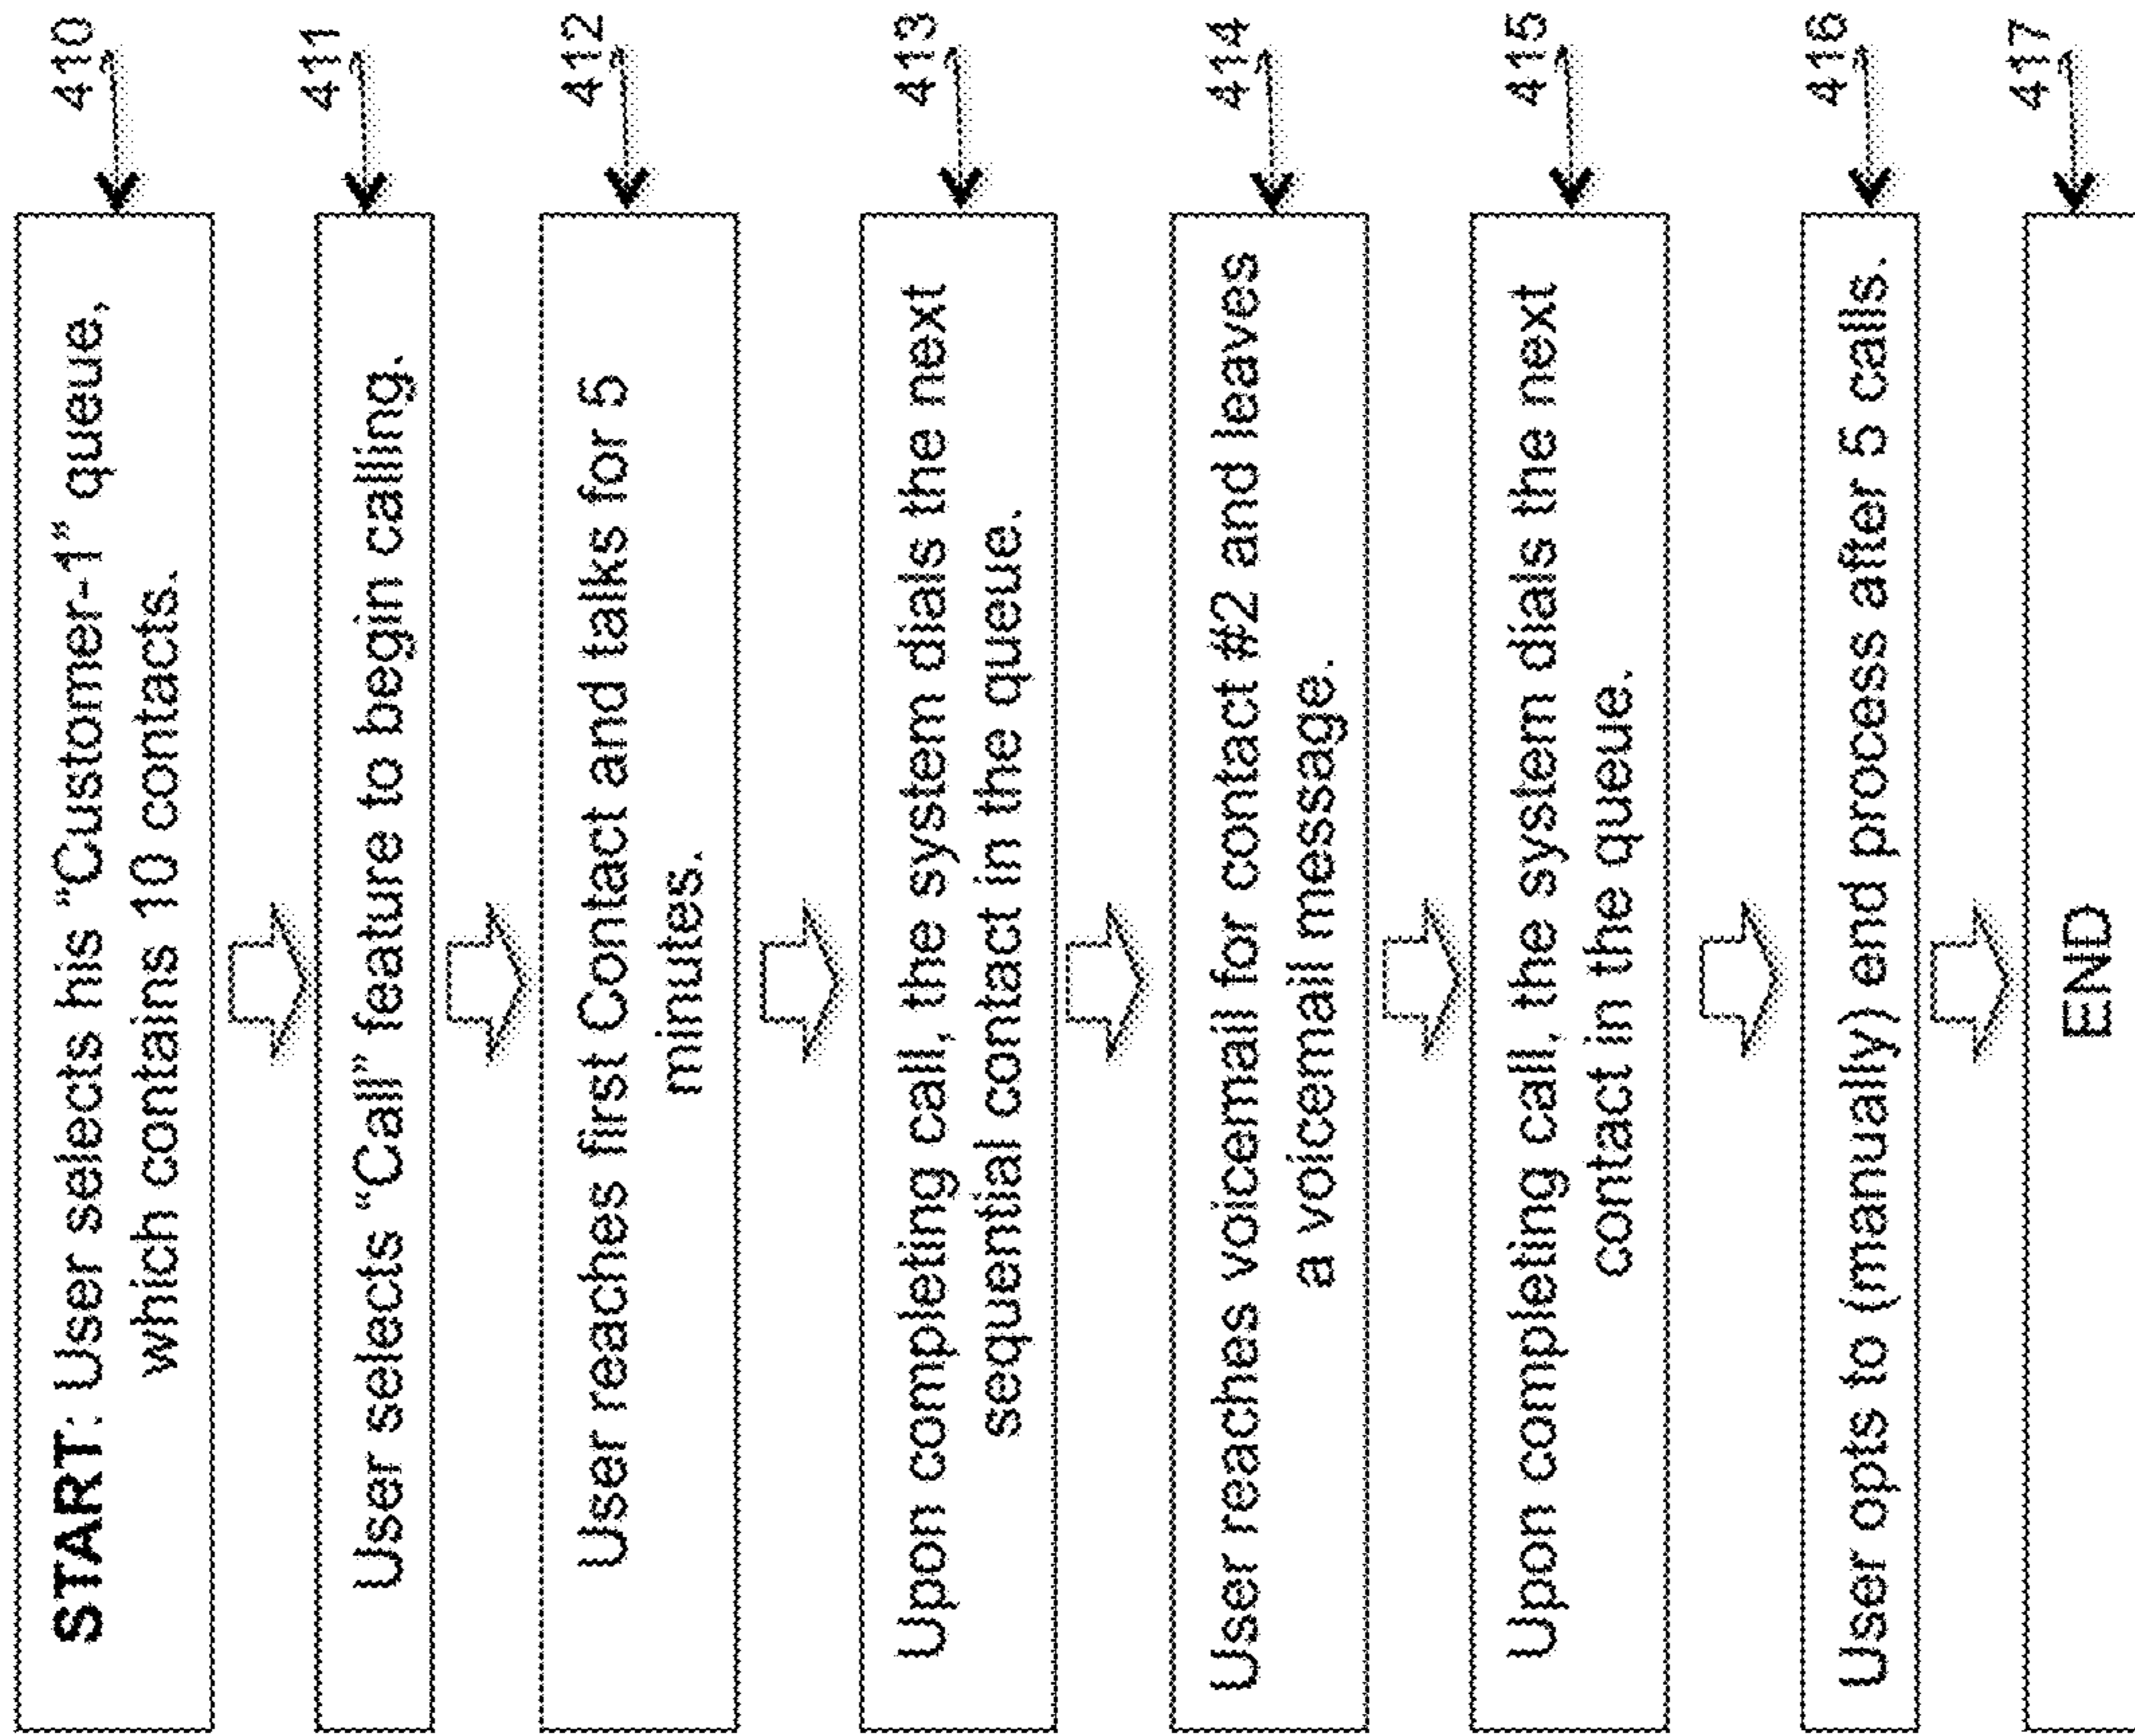 START: User selects his "Customer-1" queue,
which contains 10 contacts.
410
User selects "Call" feature to begin calling.
411
User reaches first Contact and talks for 5
minutes.
412
Upon completing call, the system dials the next
sequential contact in the queue.
413
User reaches voicemail for contact #2 and leaves
a voicemail message.
414
Upon completing call, the system dials the next
contact in the queue.
415
User opts to (manually) end process after 5 calls.
416
END
417